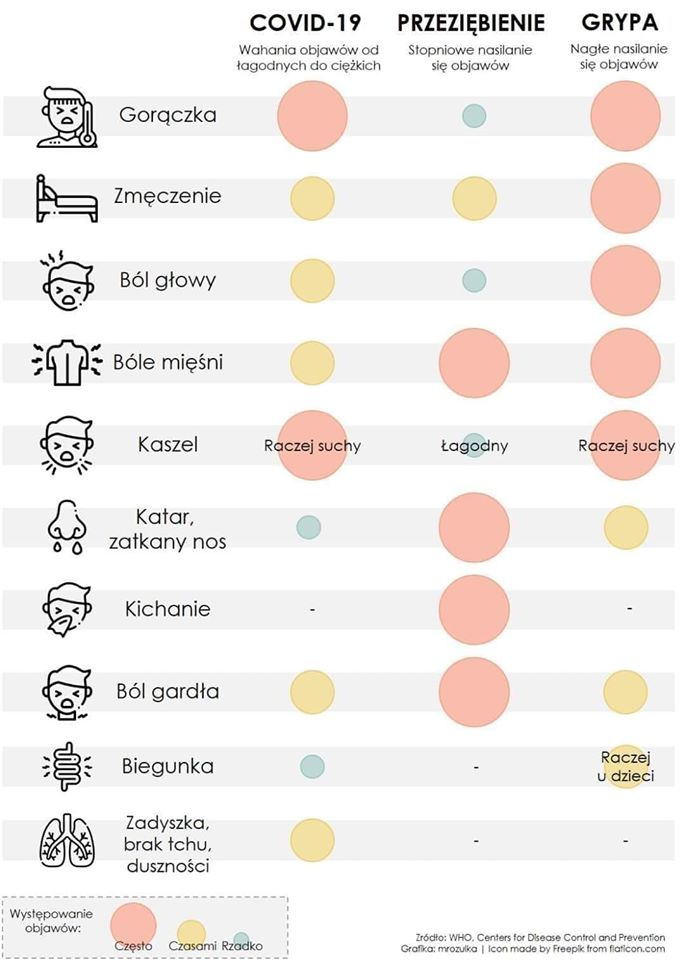 COVID-19
PRZEZIĘBIENIE
GRYPA
Wahania objawów od
łagodnych do ciężkich
Stopniowe nasilanie
się objawów
Nagłe nasilanie
się objawów
Gorączka
Zmęczenie
Ból głowy
Bóle mięśni
Kaszel
Raczej suchy
Łagodny
Raczej suchy
Katar,
zatkany nos
Kichanie
-
-
Ból gardła
Biegunka
-
Raczej
u dzieci
Zadyszka,
brak tchu,
duszności
-
-
Występowanie
objawów:
Często
Czasami
Rzadko
Zródło: WHO, Centers for Disease Control and Prevention
Grafika: mrozulka | Icon made by Freepik from flaticon.com